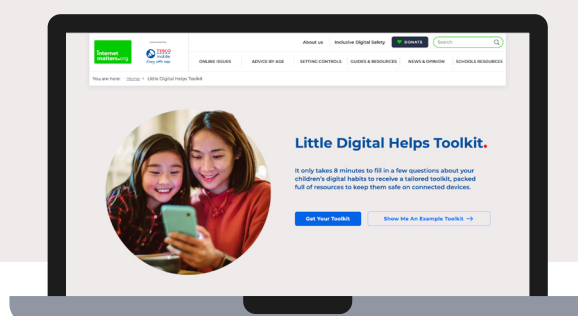 About us Inclusive Digital Safety DONATE Search
internet
matters.org
TESCO
mobile
Every little helps
ONLINE ISSUES ADVICE BY AGE SETTING CONTROLS GUIDES & RESOURCES NEWS & OPINION SCHOOLS RESOURCES
You are here: Home > Little Digital Helps Toolkit
Little Digital Helps Toolkit.
It only takes 8 minutes to fill in a few questions about your
children's digital habits to receive a tailored toolkit, packed
full of resources to keep them safe on connected devices.
Get Your Toolkit Show Me An Example Toolkit →